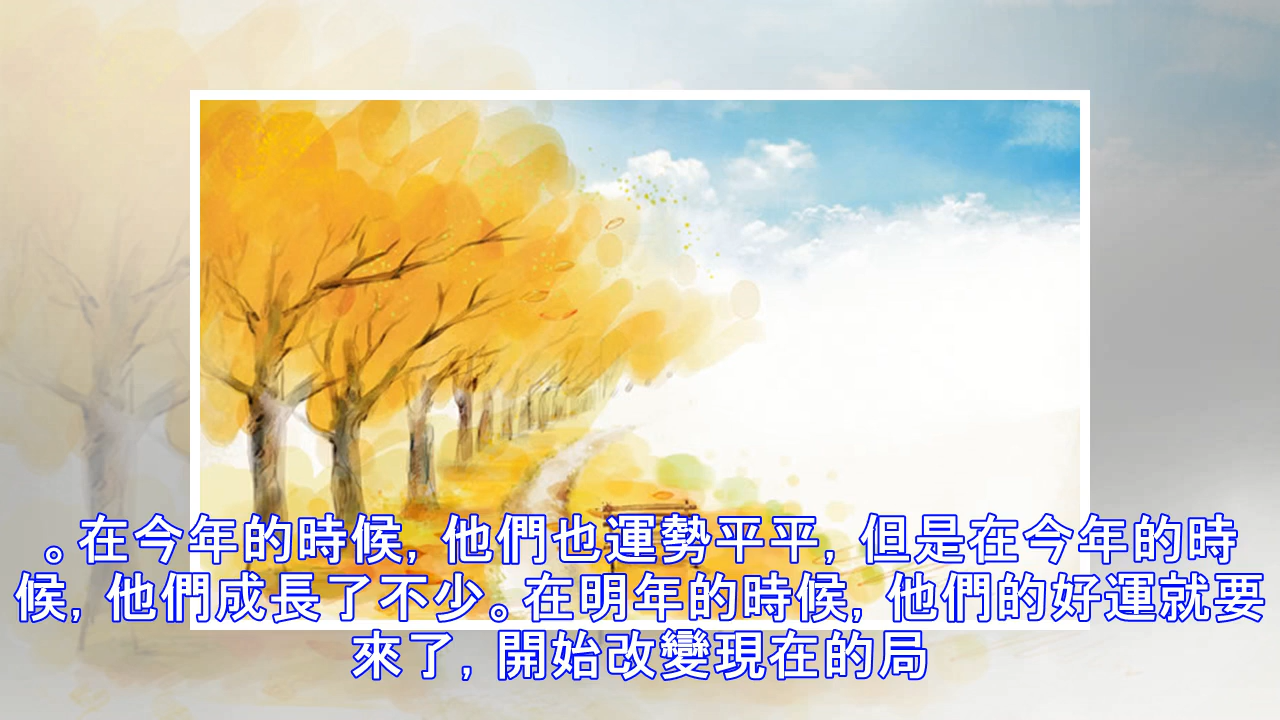 。在今年的時候, 他們也運勢平平, 但是在今年的時
候, 他們成長了不少。在明年的時候, 他們的好運就要
來了, 開始改變現在的局